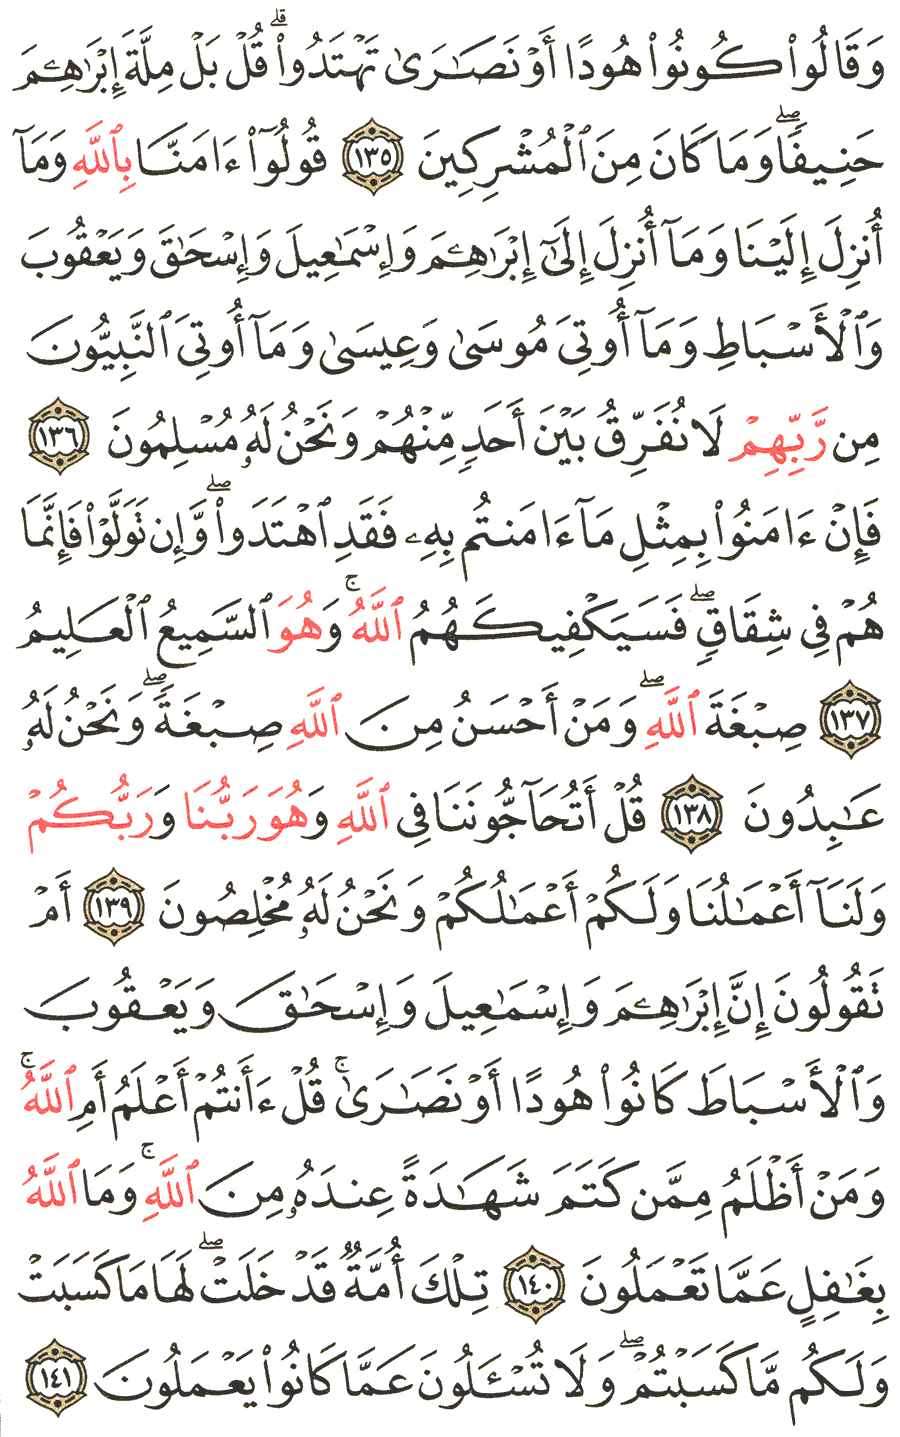 وَقَالُواْ كُونُواْ هُودًا أَوۡ نَصَٰرَىٰ تَهۡتَدُواْۗ قُلۡ بَلۡ مِلَّةَ إِبۡرَٰهِـۧمَ
حَنِيفٗاۖ وَمَا كَانَ مِنَ ٱلۡمُشۡرِكِينَ ١٣٥ قُولُوٓاْ ءَامَنَّا بِٱللَّهِ وَمَآ
أُنزِلَ إِلَيۡنَا وَمَآ أُنزِلَ إِلَىٰٓ إِبۡرَٰهِـۧمَ وَإِسۡمَٰعِيلَ وَإِسۡحَٰقَ وَيَعۡقُوبَ
وَٱلۡأَسۡبَاطِ وَمَآ أُوتِيَ مُوسَىٰ وَعِيسَىٰ وَمَآ أُوتِيَ ٱلنَّبِيُّونَ
مِن رَّبِّهِمۡ لَا نُفَرِّقُ بَيۡنَ أَحَدٖ مِّنۡهُمۡ وَنَحۡنُ لَهُۥ مُسۡلِمُونَ ١٣٦
فَإِنۡ ءَامَنُواْ بِمِثۡلِ مَآ ءَامَنتُم بِهِۦ فَقَدِ ٱهۡتَدَواْۖ وَّإِن تَوَلَّوۡاْ فَإِنَّمَا
هُمۡ فِي شِقَاقٖۖ فَسَيَكۡفِيكَهُمُ ٱللَّهُۚ وَهُوَ ٱلسَّمِيعُ ٱلۡعَلِيمُ
١٣٧ صِبۡغَةَ ٱللَّهِۖ وَمَنۡ أَحۡسَنُ مِنَ ٱللَّهِ صِبۡغَةٗۖ وَنَحۡنُ لَهُۥ
عَٰبِدُونَ ١٣٨ قُلۡ أَتُحَآجُّونَنَا فِي ٱللَّهِ وَهُوَ رَبُّنَا وَرَبُّكُمۡ
وَلَنَآ أَعۡمَٰلُنَا وَلَكُمۡ أَعۡمَٰلُكُمۡ وَنَحۡنُ لَهُۥ مُخۡلِصُونَ ١٣٩ أَمۡ
تَقُولُونَ إِنَّ إِبۡرَٰهِـۧمَ وَإِسۡمَٰعِيلَ وَإِسۡحَٰقَ وَيَعۡقُوبَ
وَٱلۡأَسۡبَاطَ كَانُواْ هُودًا أَوۡ نَصَٰرَىٰۗ قُلۡ ءَأَنتُمۡ أَعۡلَمُ أَمِ ٱللَّهُۗ
وَمَنۡ أَظۡلَمُ مِمَّن كَتَمَ شَهَٰدَةً عِندَهُۥ مِنَ ٱللَّهِۗ وَمَا ٱللَّهُ
بِغَٰفِلٍ عَمَّا تَعۡمَلُونَ ١٤٠ تِلۡكَ أُمَّةٞ قَدۡ خَلَتۡۖ لَهَا مَا كَسَبَتۡ
وَلَكُم مَّا كَسَبۡتُمۡۖ وَلَا تُسۡـَٔلُونَ عَمَّا كَانُواْ يَعۡمَلُونَ ١٤١